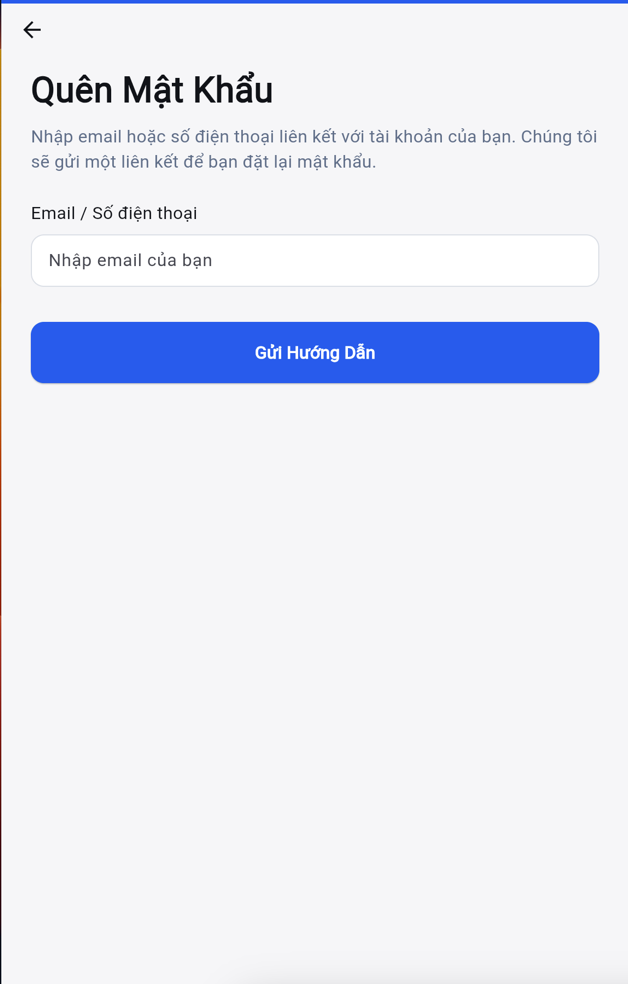 Quên Mật Khẩu
Nhập email hoặc số điện thoại liên kết với tài khoản của bạn. Chúng tôi
sẽ gửi một liên kết để bạn đặt lại mật khẩu.
Email / Số điện thoại
Nhập email của bạn
Gửi Hướng Dẫn